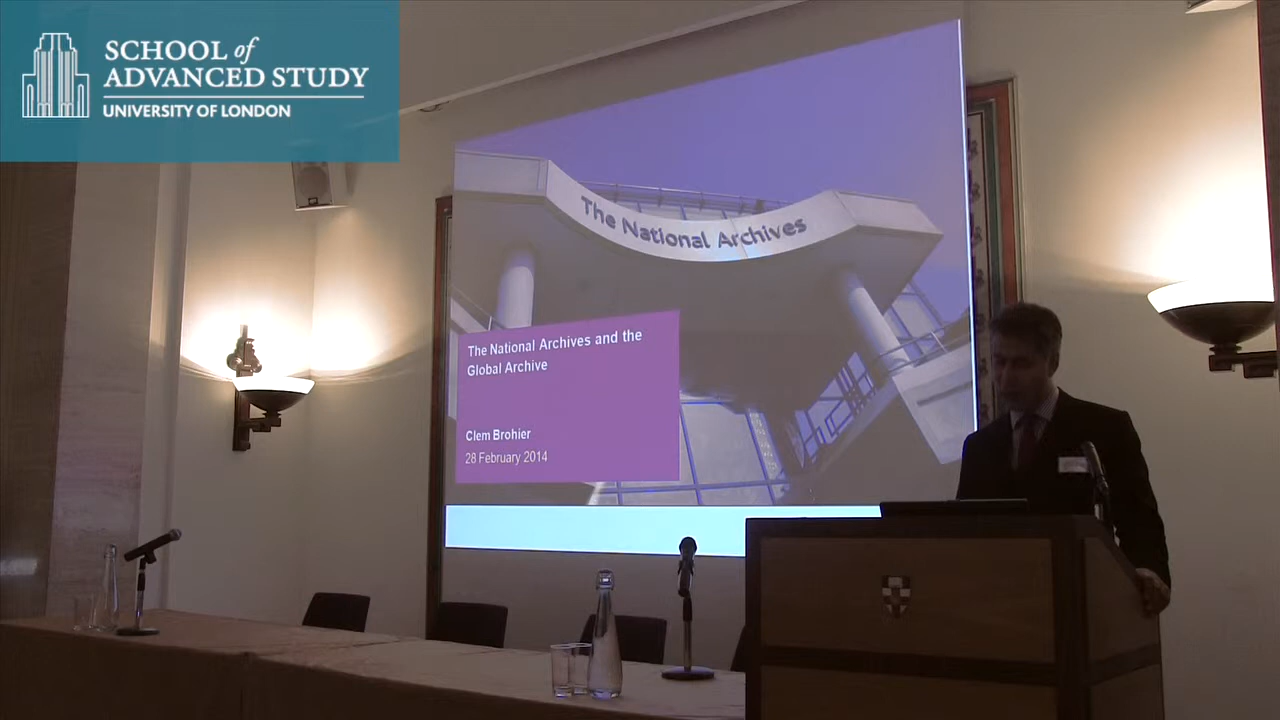 SCHOOL of
ADVANCED STUDY
UNIVERSITY OF LONDON
The National Archives
The National Archives and the
Global Archive
Clem Brohier
28 February 2014